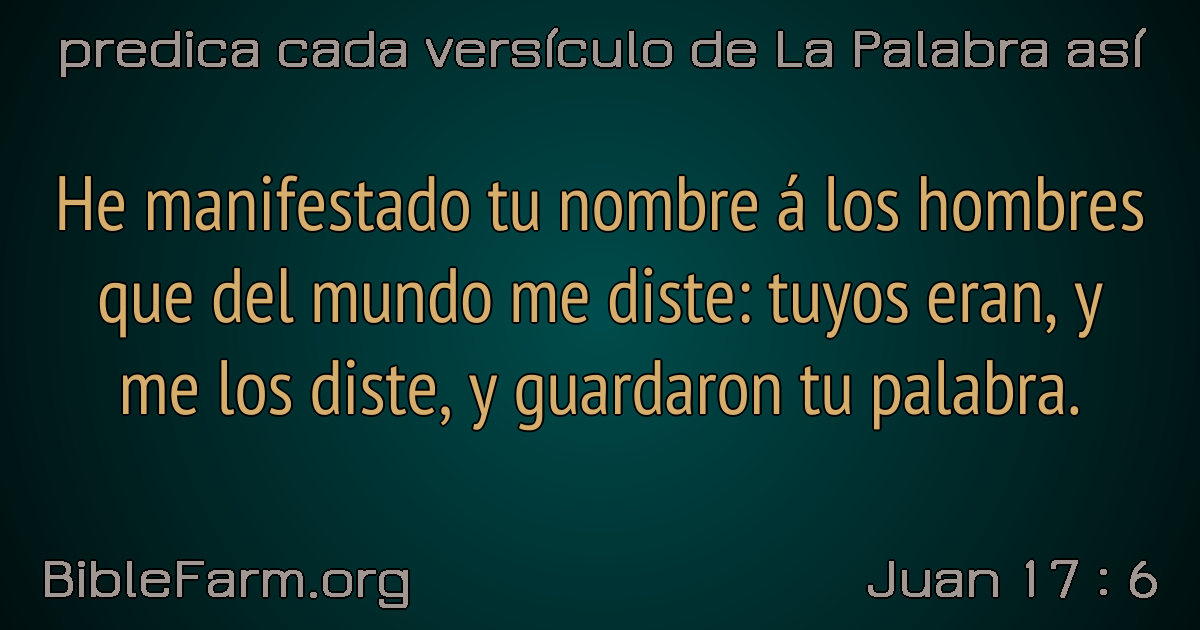 predica cada versículo de La Palabra así
He manifestado tu nombre á los hombres
que del mundo me diste: tuyos eran, y
me los diste, y guardaron tu palabra.
BibleFarm.org
Juan 17 : 6